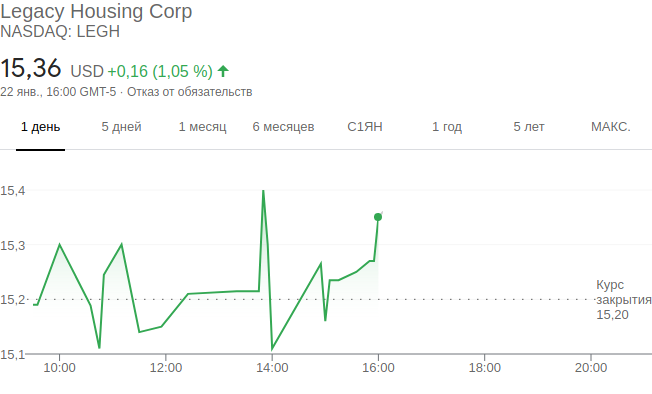 Legacy Housing Corp
NASDAQ: LEGH
15,36 USD +0,16 (1,05 %)
22 янв., 16:00 GMT-5 · Отказ от обязательств
1 день 5 дней 1 месяц 6 месяцев С1ЯН 1 год 5 лет МАКС.
15,4
15,3
15,2
15,1
Курс
закрытия
15,20
10:00 12:00 14:00 16:00 18:00 20:00